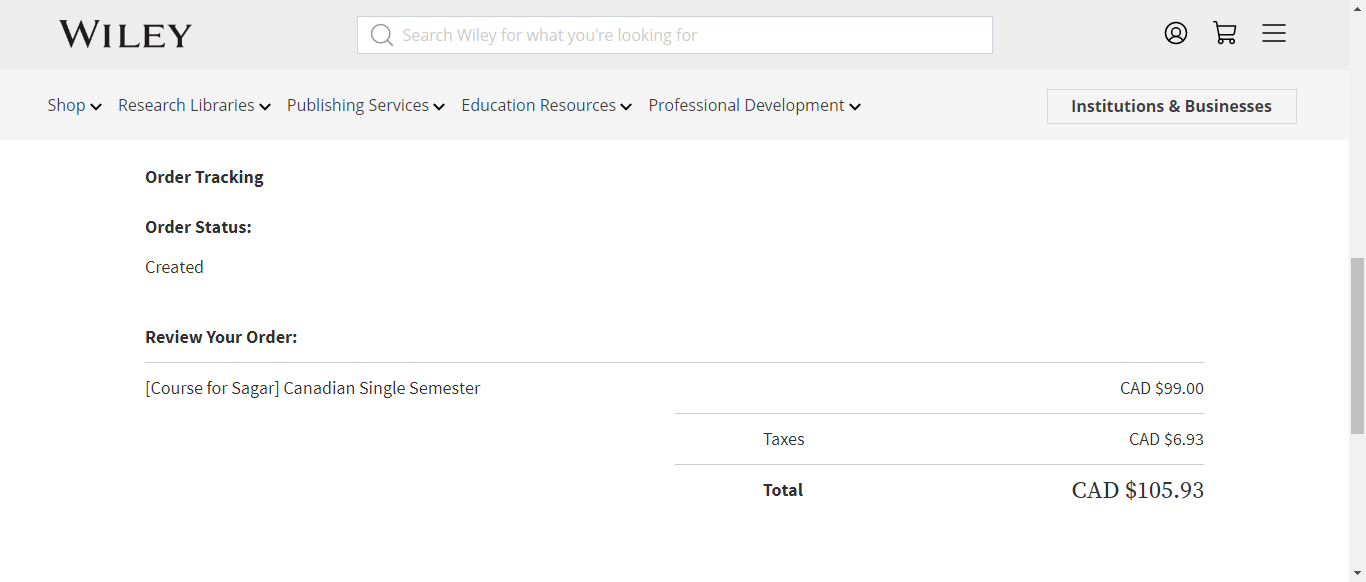 WILEY
Search Wiley for what you're looking for
Shop Research Libraries Publishing Services Education Resources Professional Development Institutions & Businesses
Order Tracking
Order Status:
Created
Review Your Order:
[Course for Sagar] Canadian Single Semester CAD $99.00
Taxes CAD $6.93
Total CAD $105.93